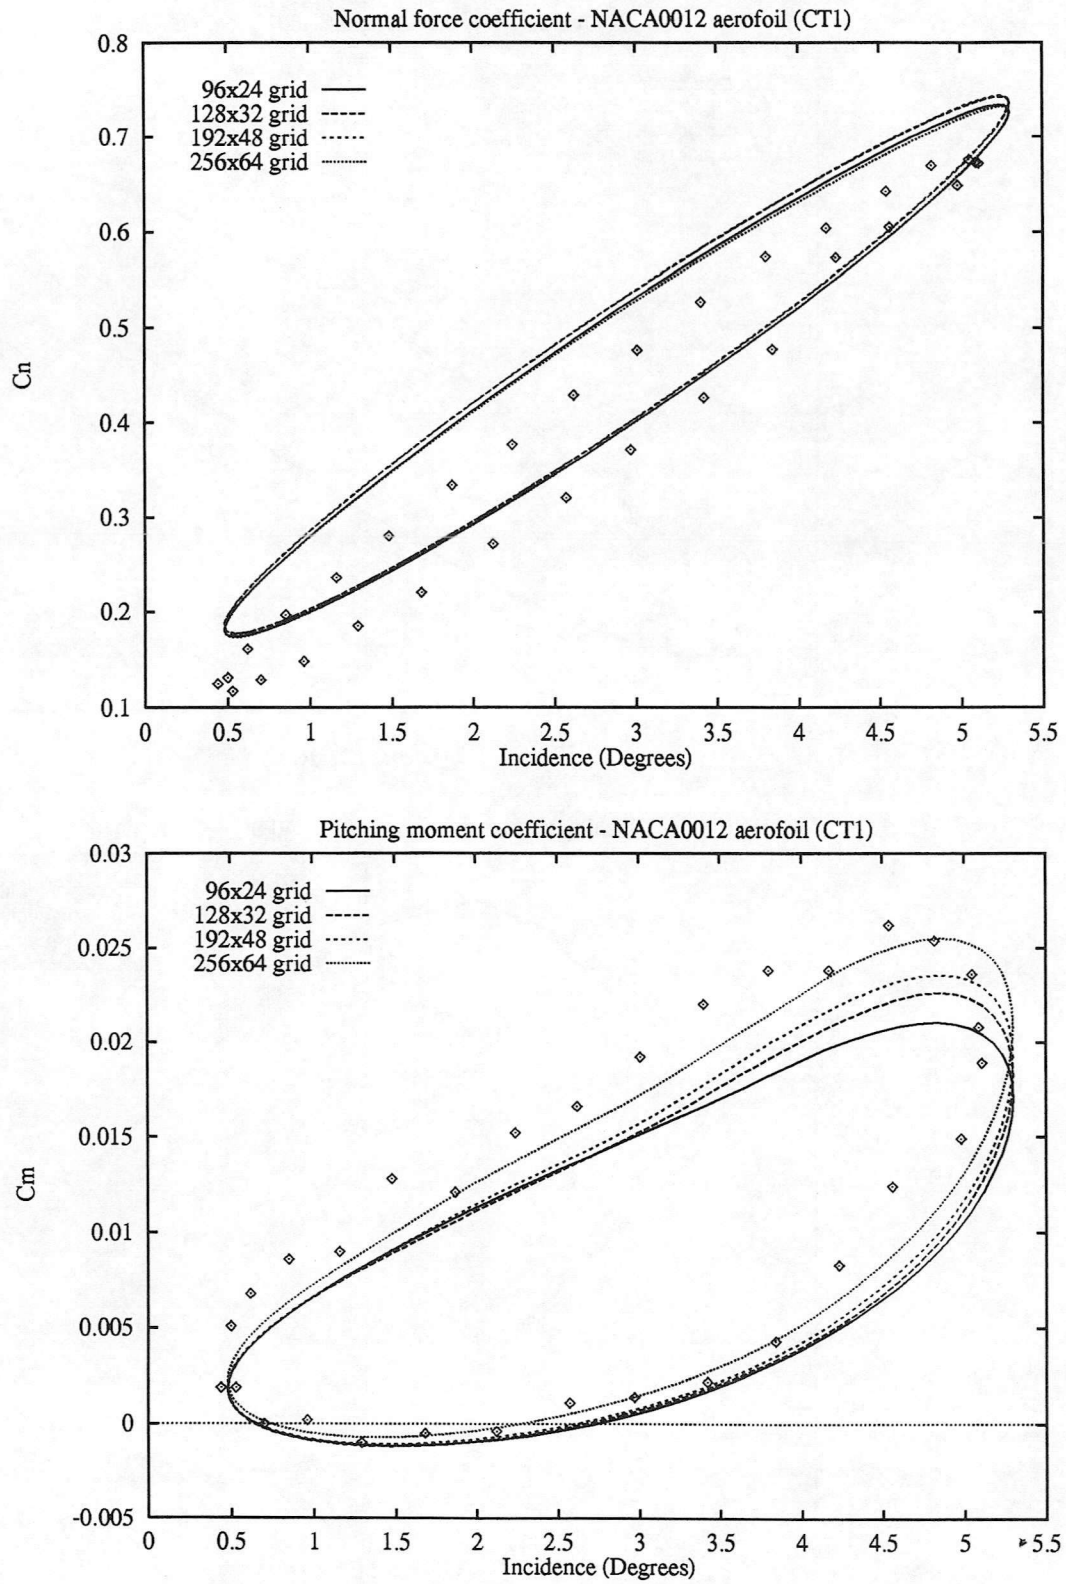 Normal force coefficient - NACA0012 aerofoil (CT1)
0.8
96x24 grid
128x32 grid
0.7
192x48 grid
256x64 grid
0.6
0.5
Cn
0.4
0.3
0.2
0.1
0 0.5 1 1.5 2 2.5 3 3.5 4 4.5 5 5.5
Incidence (Degrees)
Pitching moment coefficient - NACA0012 aerofoil (CT1)
0.03
96x24 grid
128x32 grid
0.025
192x48 grid
256x64 grid
0.02
0.015
Cm
0.01
0.005
0
-0.005
0 0.5 1 1.5 2 2.5 3 3.5 4 4.5 5 5.5
Incidence (Degrees)